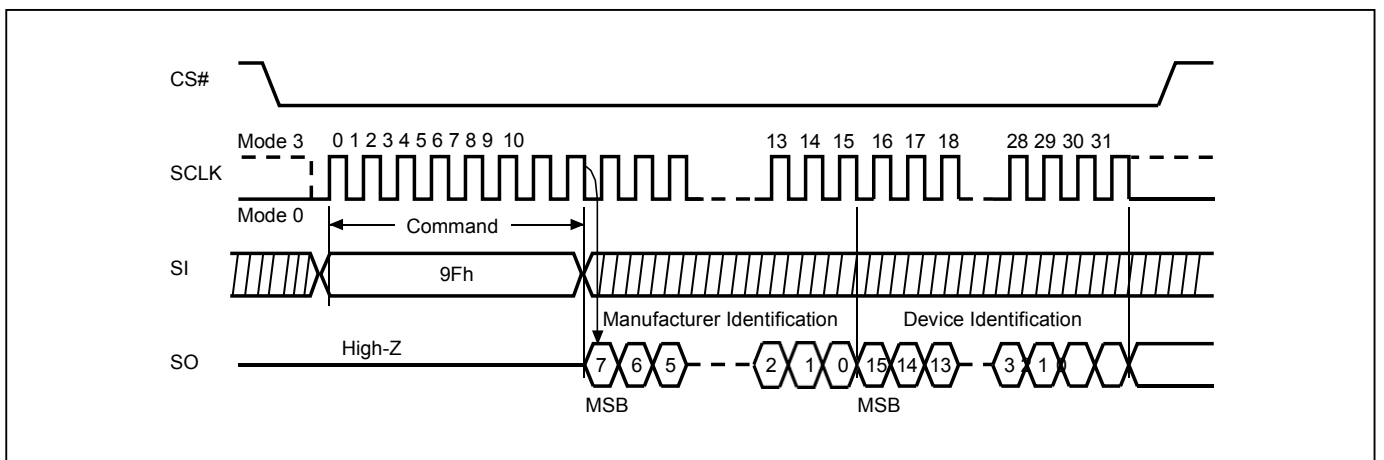 CS#
Mode 3
0 1 2 3 4 5 6 7 8 9 10
13 14 15 16 17 18
28 29 30 31
SCLK
Mode 0
Command
SI
9Fh
Manufacturer Identification
Device Identification
High-Z
SO
7 6 5
2 1 0 15 14 13
3 2 1 0
MSB
MSB